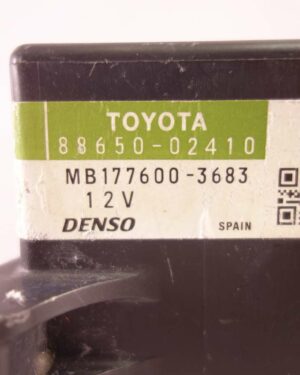 TOYOTA
88650-02410
MB177600-3683
12V
DENSO SPAIN